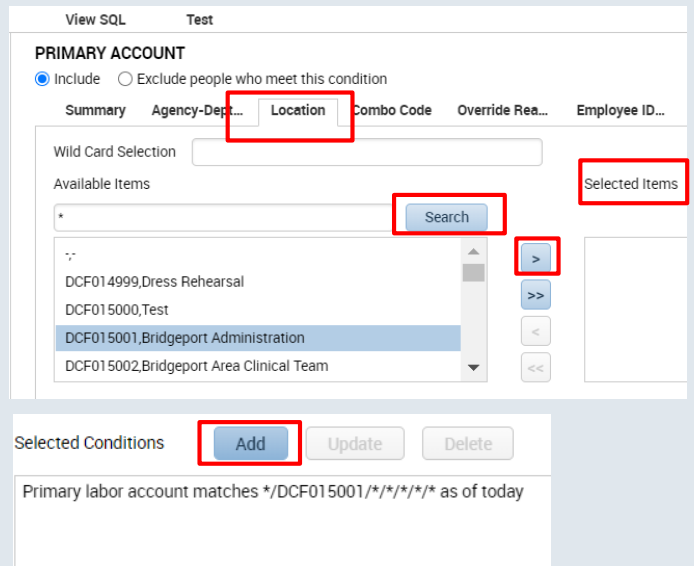 View SQL Test
PRIMARY ACCOUNT
Include Exclude people who meet this condition
Summary Agency-Dept... Location Combo Code Override Rea... Employee ID...
Wild Card Selection
Available Items Selected Items
* Search
-,-
>
DCF014999,Dress Rehearsal
DCF015000,Test
>>
DCF015001,Bridgeport Administration
<
DCF015002,Bridgeport Area Clinical Team
<<
Selected Conditions Add Update Delete
Primary labor account matches */DCF015001/*/*/*/*/* as of today